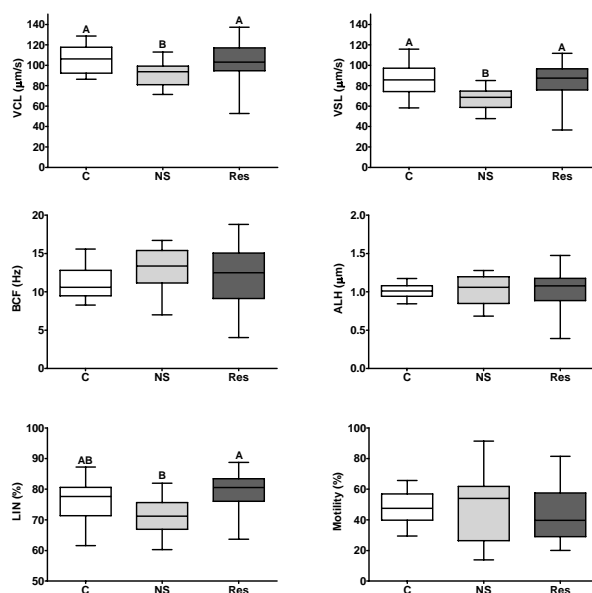 140
120
100
80
60
40
20
0
VCL (µm/s)
A
B
A
C
NS
Res
140
120
100
80
60
40
20
0
VSL (µm/s)
A
B
A
C
NS
Res
20
15
10
5
0
BCF (Hz)
C
NS
Res
2.0
1.5
1.0
0.5
0.0
ALH (µm)
C
NS
Res
100
90
80
70
60
50
LIN (%)
AB
B
A
C
NS
Res
100
80
60
40
20
0
Motility (%)
C
NS
Res